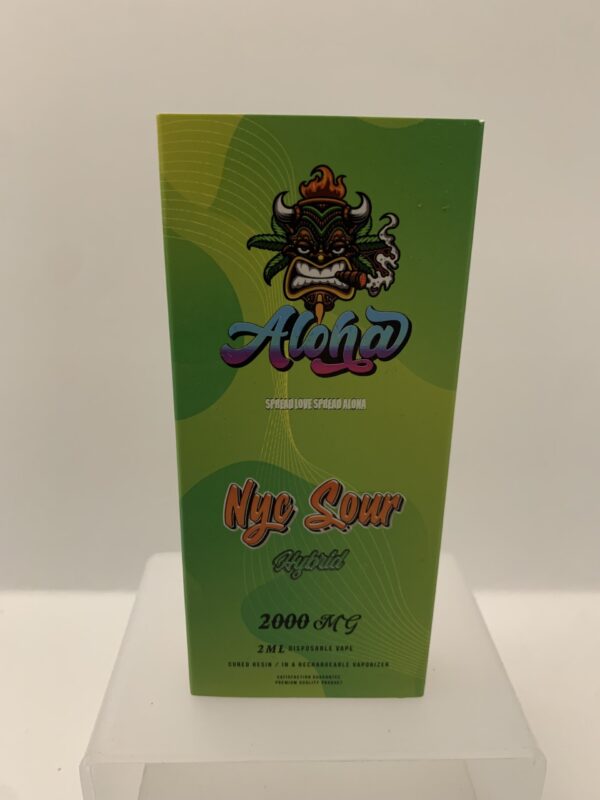 Aloha
SPREAD LOVE SPREAD ALOHA
Nyc Sour
Hybrid
2000 MG
2ML DISPOSABLE VAPE
CURED RESIN / IN A RECHARGEABLE VAPORIZER
SATISFACTION GUARANTEE
PREMIUM QUALITY PRODUCT